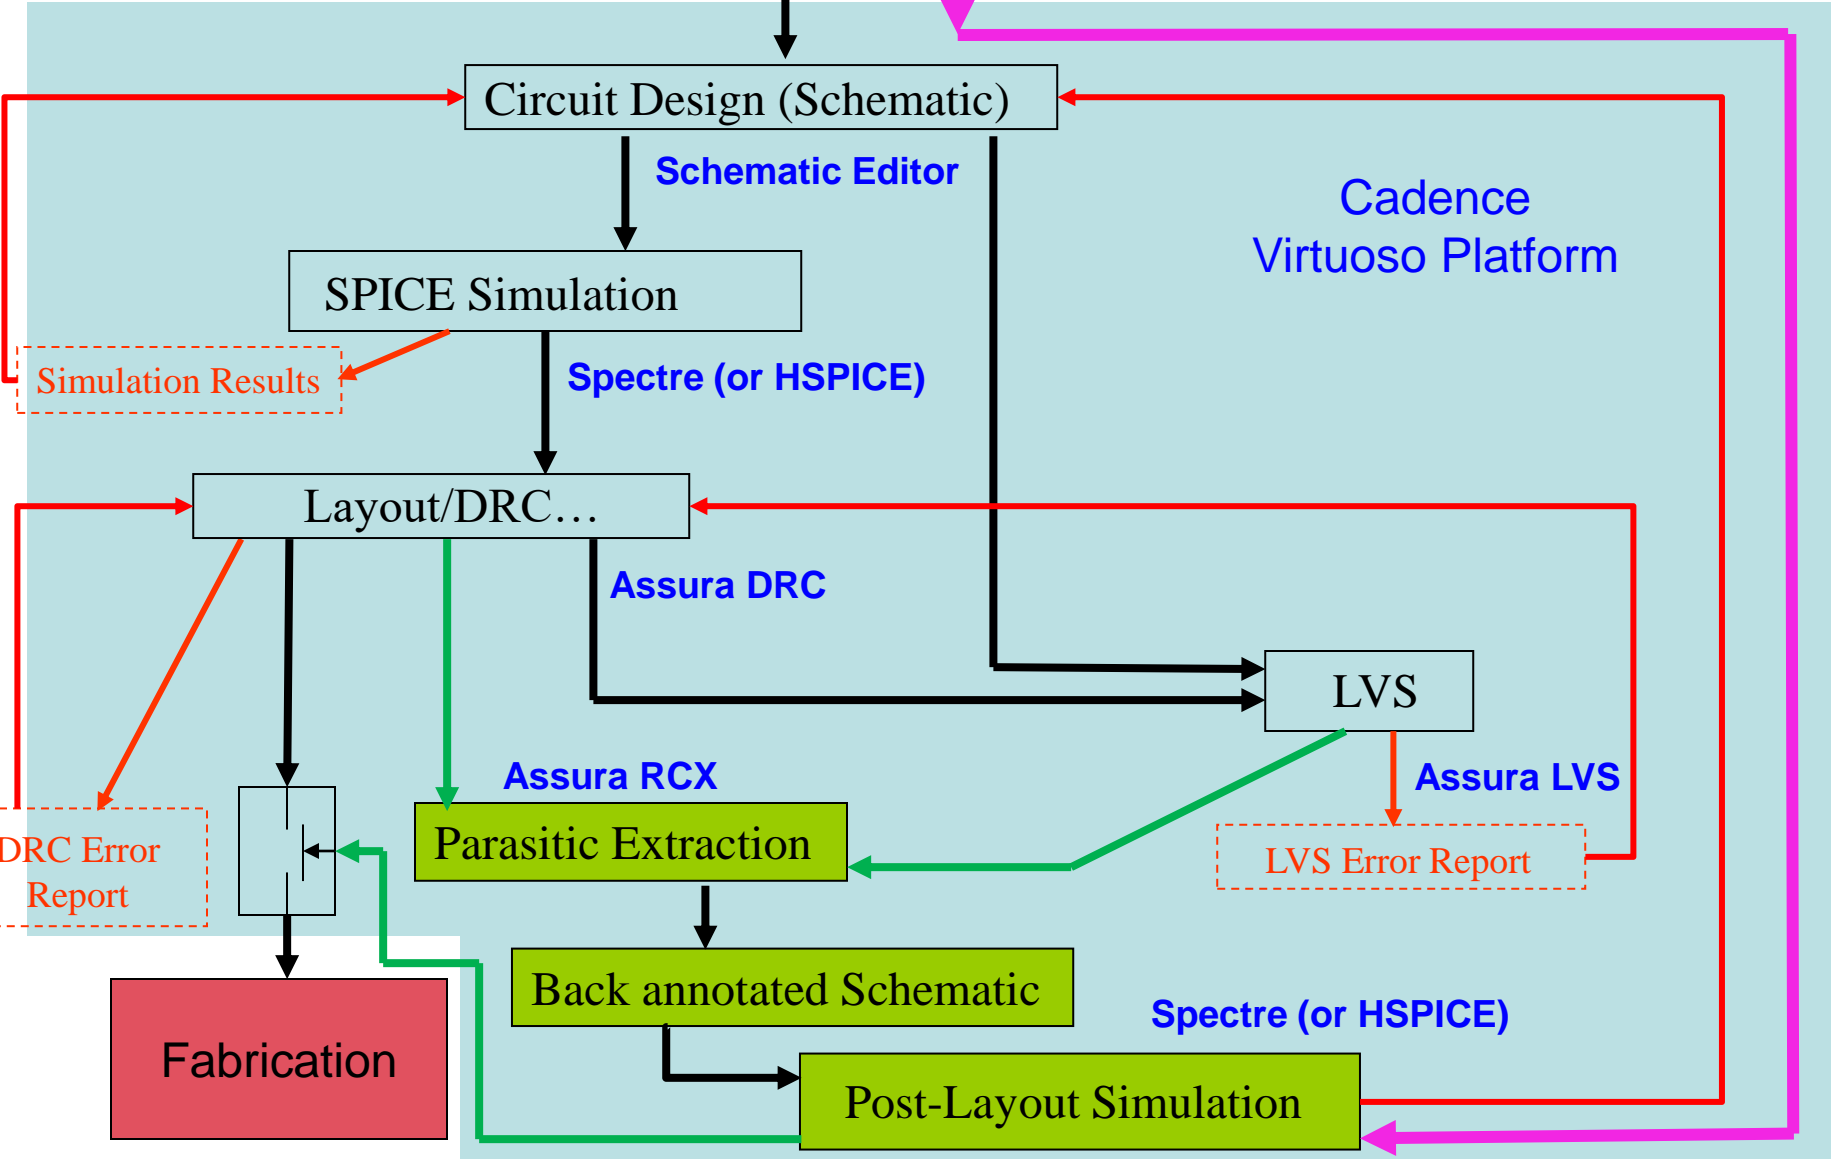 Circuit Design (Schematic)
Schematic Editor
Cadence
Virtuoso Platform
SPICE Simulation
Simulation Results
Spectre (or HSPICE)
Layout/DRC…
Assura DRC
LVS
Assura RCX
Assura LVS
Parasitic Extraction
DRC Error
Report
LVS Error Report
Back annotated Schematic
Spectre (or HSPICE)
Fabrication
Post-Layout Simulation